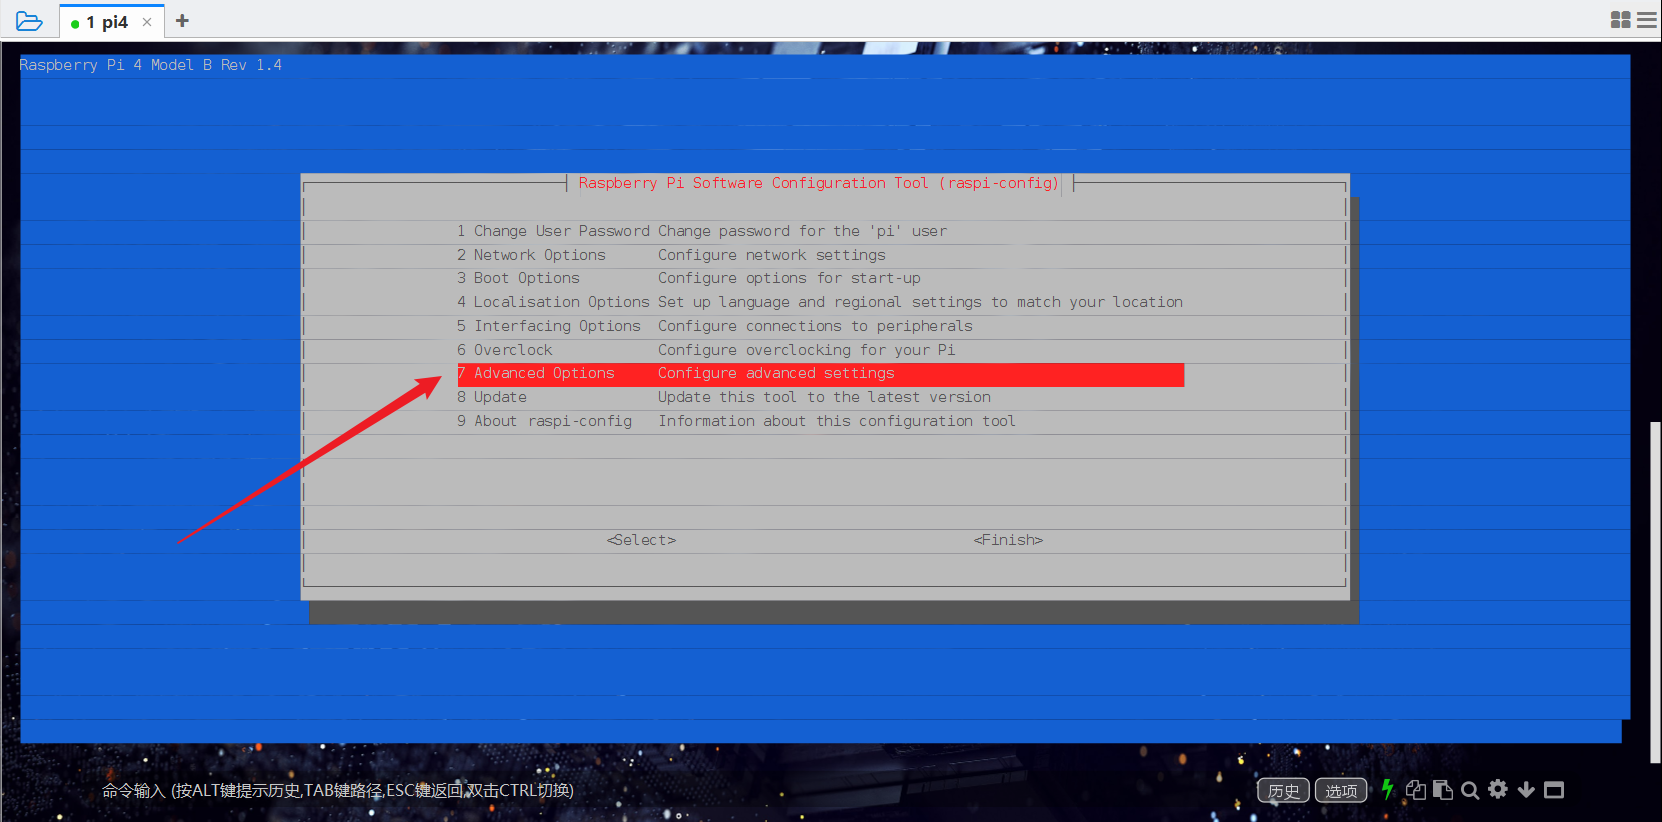 1 pi4 × +
Raspberry Pi 4 Model B Rev 1.4
Raspberry Pi Software Configuration Tool (raspi-config)
1 Change User Password Change password for the 'pi' user
2 Network Options Configure network settings
3 Boot Options Configure options for start-up
4 Localisation Options Set up language and regional settings to match your location
5 Interfacing Options Configure connections to peripherals
6 Overclock Configure overclocking for your Pi
7 Advanced Options Configure advanced settings
8 Update Update this tool to the latest version
9 About raspi-config Information about this configuration tool
<Select> <Finish>
命令输入 (按ALT键提示历史,TAB键路径,ESC键返回,双击CTRL切换) 历史 选项